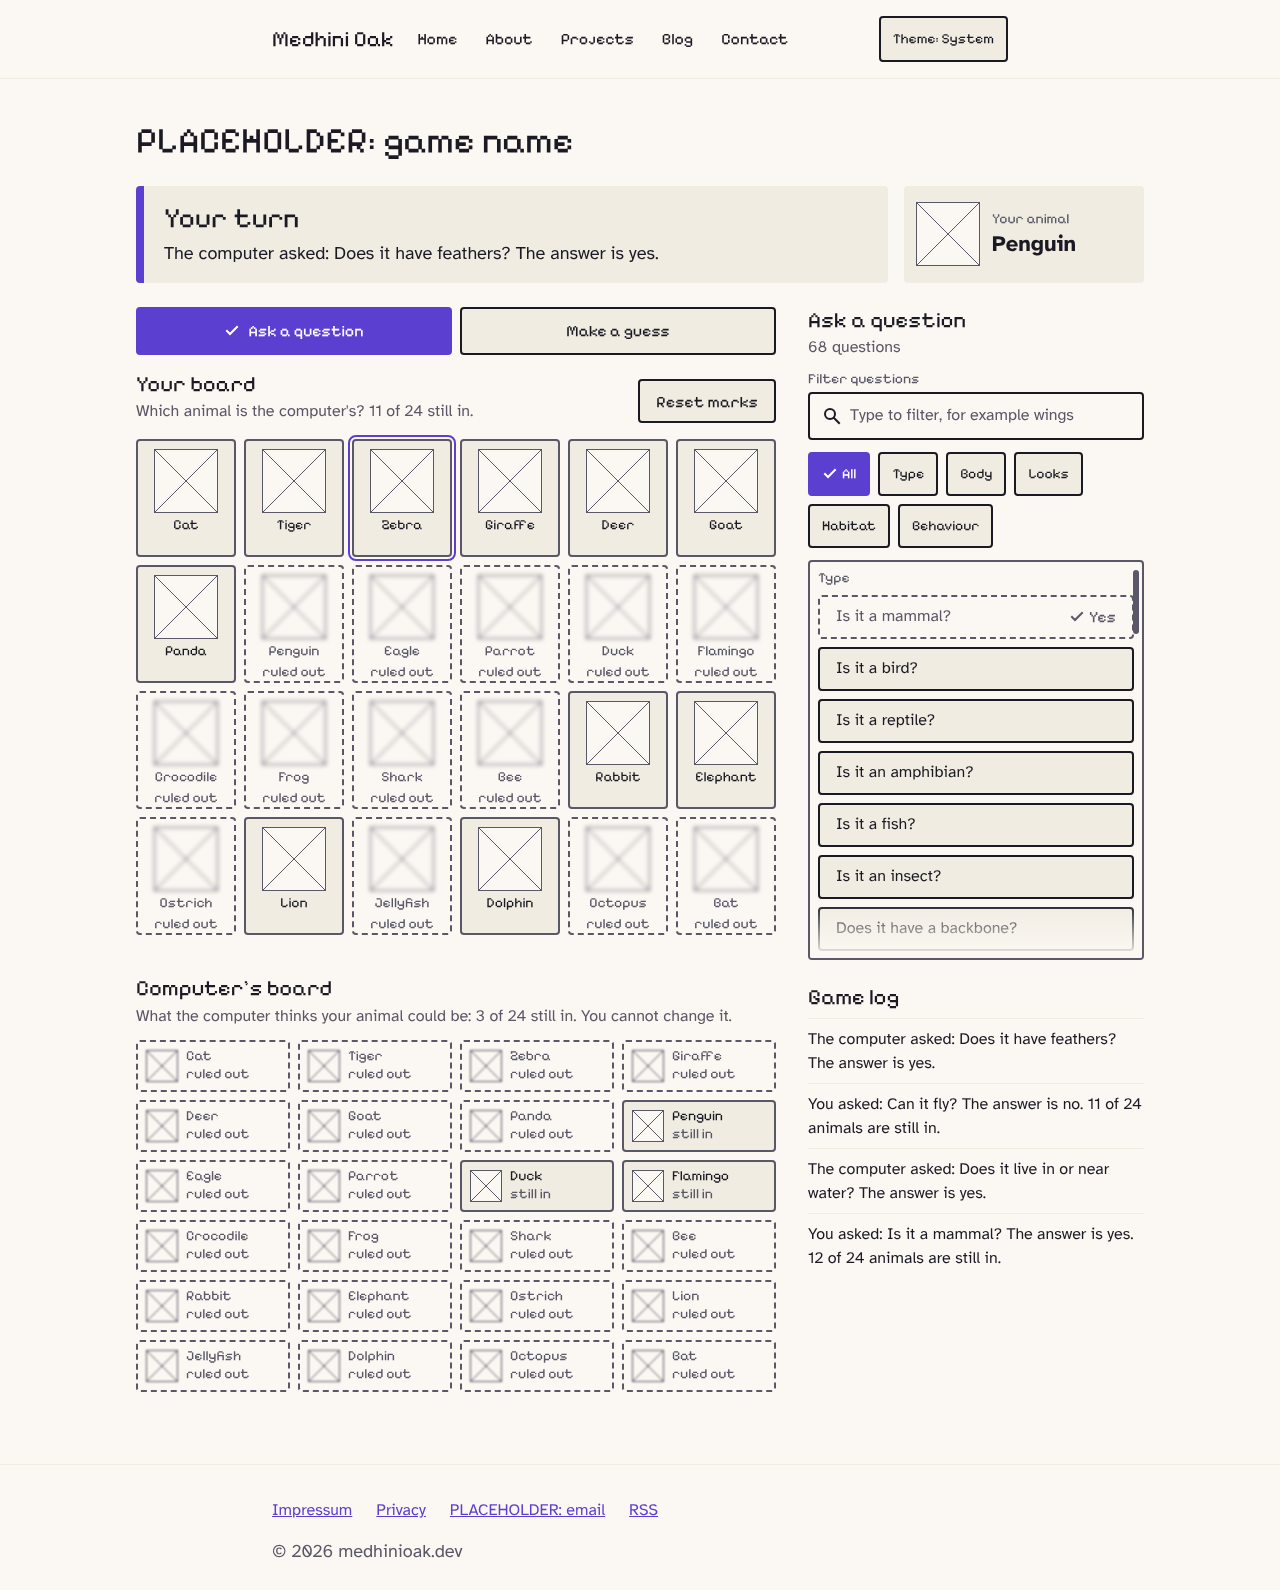 Medhini Oak Home About Projects Blog Contact Theme: System
PLACEHOLDER: game name
Your turn
The computer asked: Does it have feathers? The answer is yes.
Your animal
Penguin
Ask a question Make a guess
Your board
Which animal is the computer's? 11 of 24 still in.
Reset marks
Cat Tiger Zebra Giraffe Deer Goat
Panda Penguin Eagle Parrot Duck Flamingo
ruled out ruled out ruled out ruled out ruled out
Crocodile Frog Shark Bee Rabbit Elephant
ruled out ruled out ruled out ruled out
Ostrich Lion Jellyfish Dolphin Octopus Bat
ruled out ruled out ruled out ruled out
Computer's board
What the computer thinks your animal could be: 3 of 24 still in. You cannot change it.
Cat Tiger Zebra Giraffe
ruled out ruled out ruled out ruled out
Deer Goat Panda Penguin
ruled out ruled out ruled out still in
Eagle Parrot Duck Flamingo
ruled out ruled out still in still in
Crocodile Frog Shark Bee
ruled out ruled out ruled out ruled out
Rabbit Elephant Ostrich Lion
ruled out ruled out ruled out ruled out
Jellyfish Dolphin Octopus Bat
ruled out ruled out ruled out ruled out
Ask a question
68 questions
Filter questions
Type to filter, for example wings
All Type Body Looks
Habitat Behaviour
Type
Is it a mammal? Yes
Is it a bird?
Is it a reptile?
Is it an amphibian?
Is it a fish?
Is it an insect?
Does it have a backbone?
Game log
The computer asked: Does it have feathers?
The answer is yes.
You asked: Can it fly? The answer is no. 11 of 24
animals are still in.
The computer asked: Does it live in or near
water? The answer is yes.
You asked: Is it a mammal? The answer is yes.
12 of 24 animals are still in.
Impressum Privacy PLACEHOLDER: email RSS
© 2026 medhinioak.dev